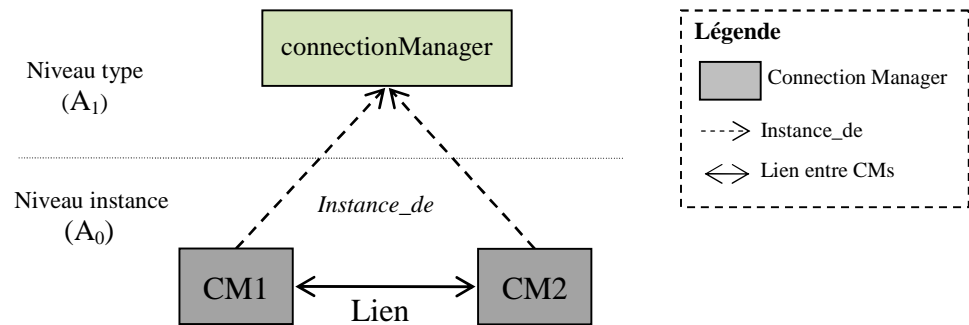 connectionManager
Niveau type
(A1)
Niveau instance
(A0)
Instance_de
CM1
CM2
Lien
Légende
Connection Manager
Instance_de
Lien entre CMs